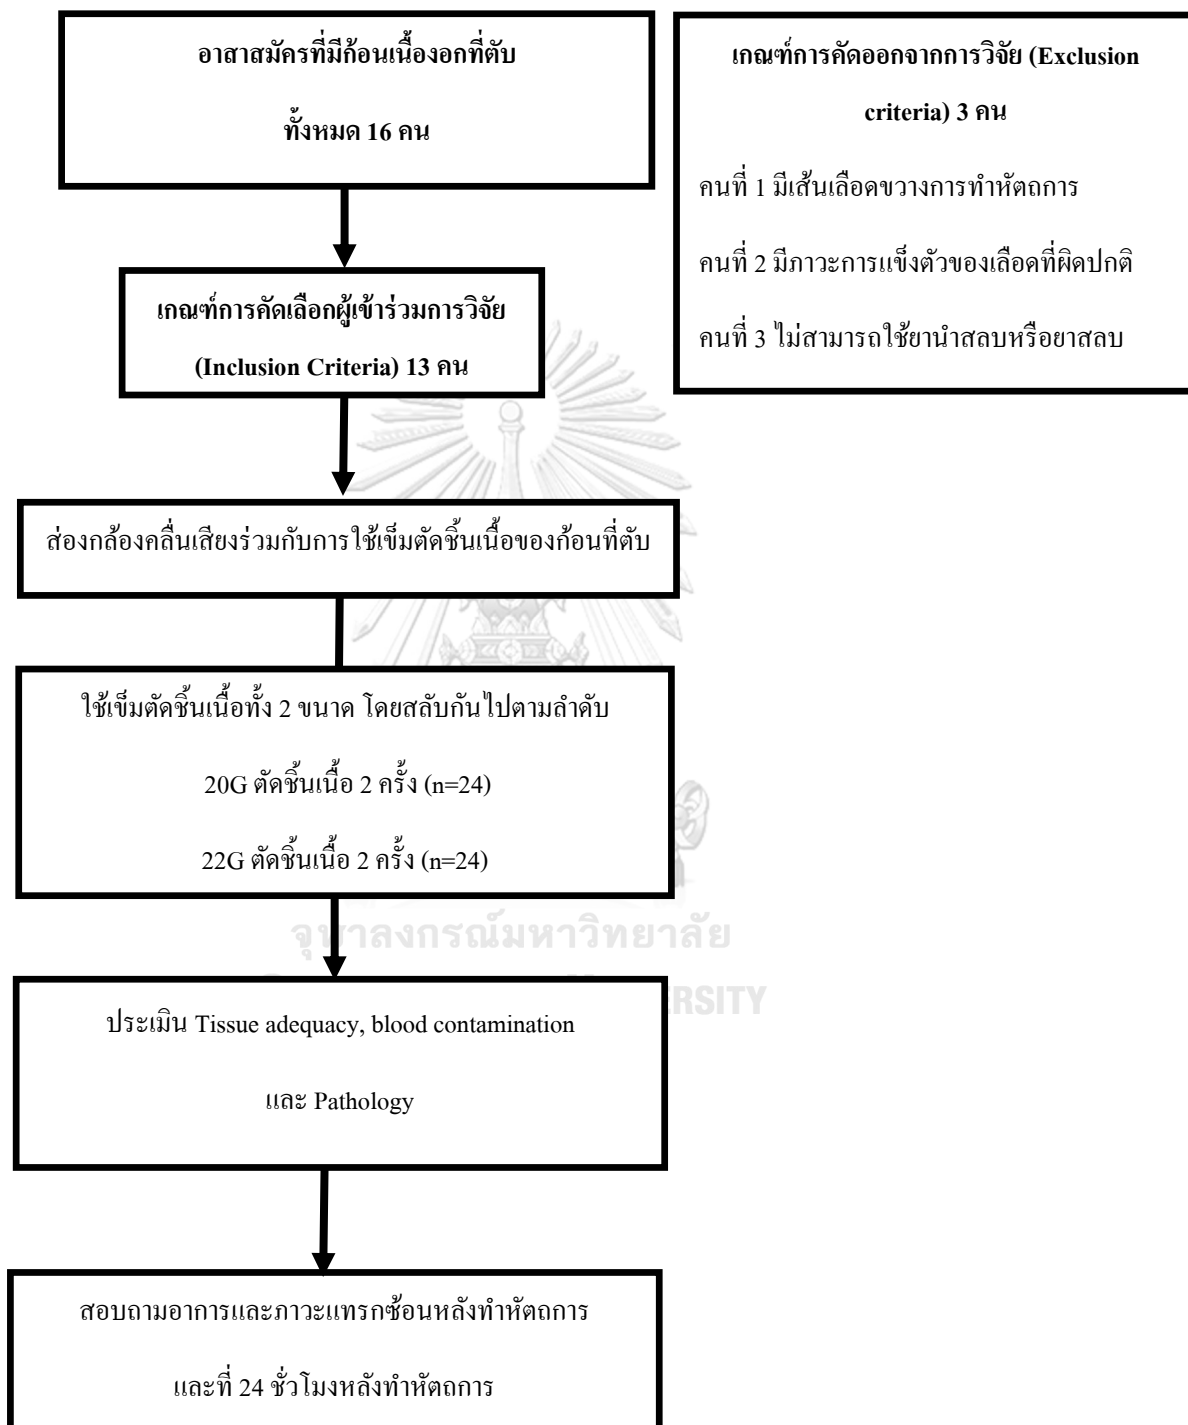 อาสาสมัครที่มีก้อนเนื้องอกที่ตับ
ทั้งหมด 16 คน
เกณฑ์การคัดออกจากการวิจัย (Exclusion
criteria) 3 คน
คนที่ 1 มีเส้นเลือดขวางการทำหัตถการ
คนที่ 2 มีภาวะการแข็งตัวของเลือดที่ผิดปกติ
คนที่ 3 ไม่สามารถใช้ยานำสลบหรือยาสลบ
เกณฑ์การคัดเลือกผู้เข้าร่วมการวิจัย
(Inclusion Criteria) 13 คน
ส่องกล้องคลื่นเสียงร่วมกับการใช้เข็มตัดชิ้นเนื้อของก้อนที่ตับ
ใช้เข็มตัดชิ้นเนื้อทั้ง 2 ขนาด โดยสลับกันไปตามลำดับ
20G ตัดชิ้นเนื้อ 2 ครั้ง (n=24)
22G ตัดชิ้นเนื้อ 2 ครั้ง (n=24)
จุฬาลงกรณ์มหาวิทยาลัย
ERSITY
ประเมิน Tissue adequacy, blood contamination
และ Pathology
สอบถามอาการและภาวะแทรกซ้อนหลังทำหัตถการ
และที่ 24 ชั่วโมงหลังทำหัตถการ